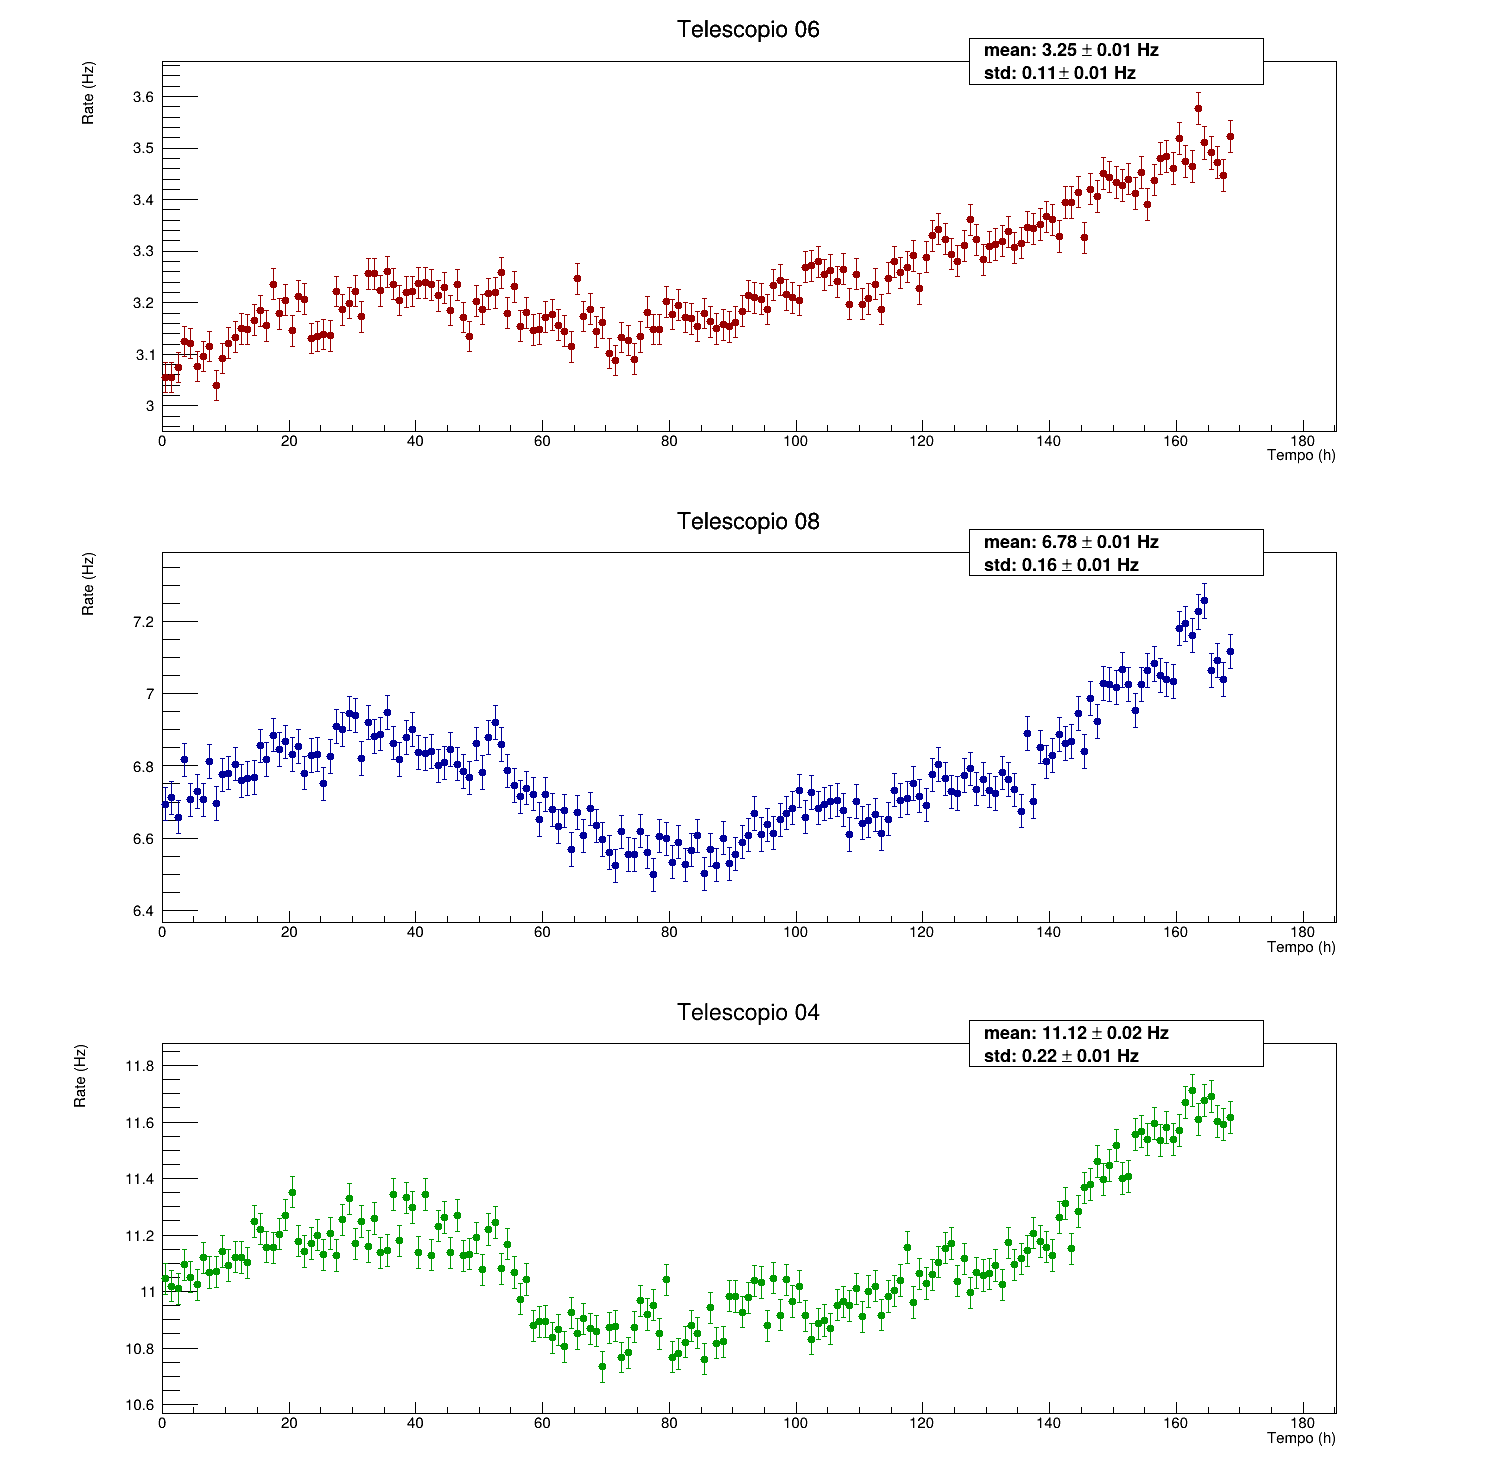 Telescopio 06
mean: 3.25 ± 0.01 Hz
std: 0.11± 0.01 Hz
Rate (Hz)
3.6
3.5
3.4
3.3
3.2
3.1
3
0 20 40 60 80 100 120 140 160 180
Tempo (h)
Telescopio 08
mean: 6.78 ± 0.01 Hz
std: 0.16 ± 0.01 Hz
Rate (Hz)
7.2
7
6.8
6.6
6.4
0 20 40 60 80 100 120 140 160 180
Tempo (h)
Telescopio 04
mean: 11.12 ± 0.02 Hz
std: 0.22 ± 0.01 Hz
Rate (Hz)
11.8
11.6
11.4
11.2
11
10.8
10.6
0 20 40 60 80 100 120 140 160 180
Tempo (h)